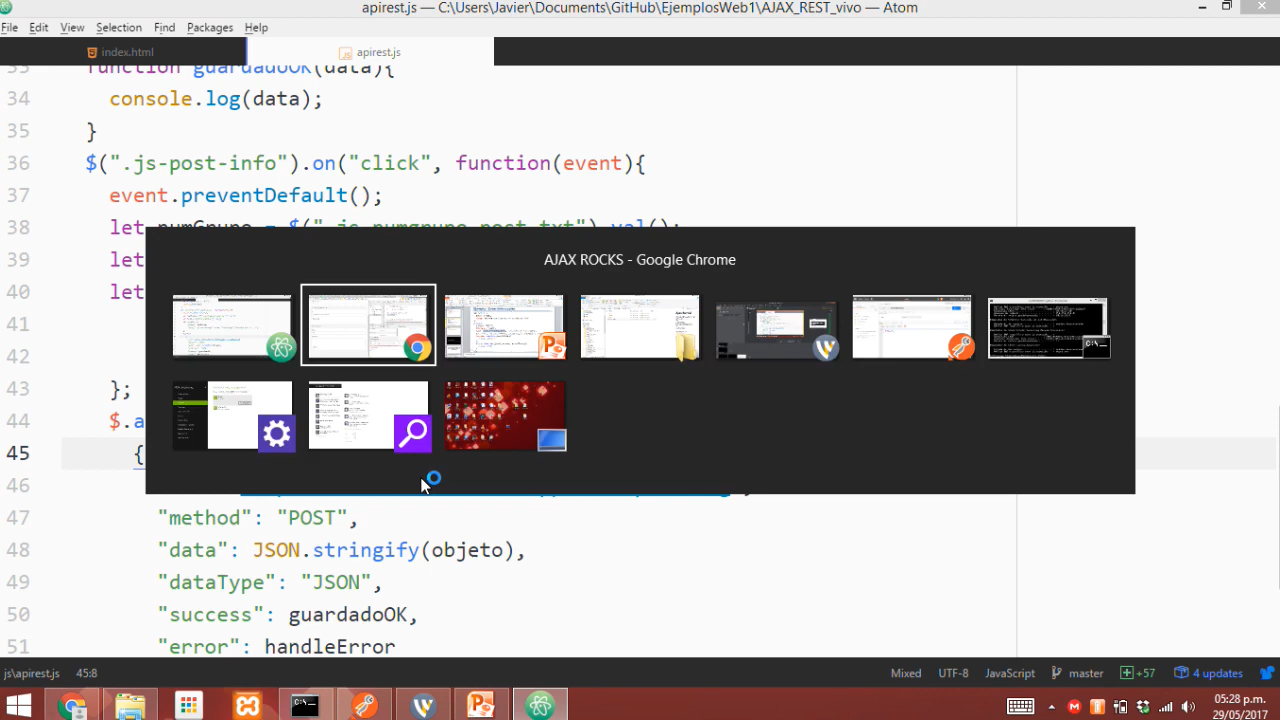 apirest.js — C:\Users\Javier\Documents\GitHub\EjemplosWeb1\AJAX_REST_vivo — Atom
File Edit View Selection Find Packages Help
index.html apirest.js
function guardadoOK(data){
34 console.log(data);
35 }
36 $(".js-post-info").on("click", function(event){
37 event.preventDefault();
38 let
39 let
40 let
41
42
43 };
44 $.a
45 {
46
47 "method": "POST",
48 "data": JSON.stringify(objeto),
49 "dataType": "JSON",
50 "success": guardadoOK,
51 "error": handleError
AJAX ROCKS - Google Chrome
js\apirest.js 45:8 Mixed UTF-8 JavaScript master +57 4 updates
05:28 p.m.
29/05/2017